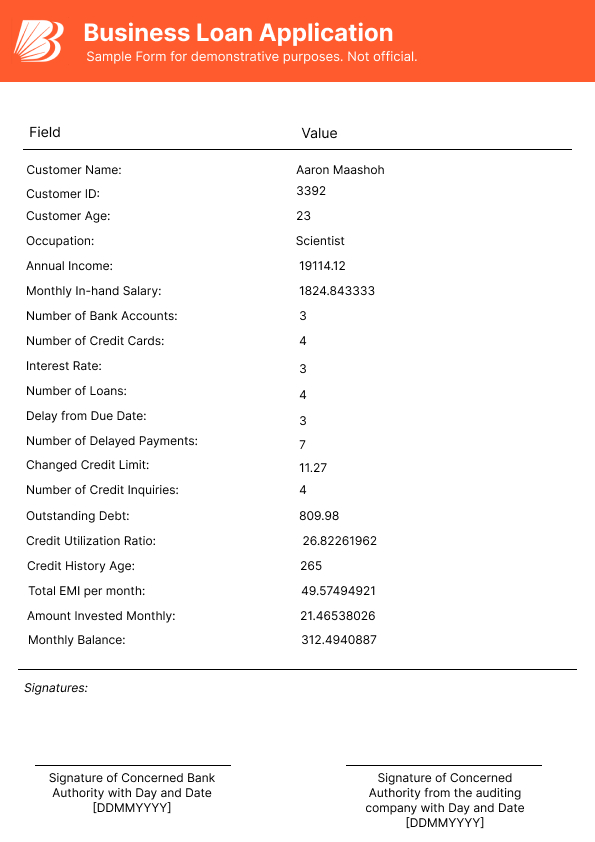 Business Loan Application
Sample Form for demonstrative purposes. Not official.
Field Value
Customer Name: Aaron Maashoh
Customer ID: 3392
Customer Age: 23
Occupation: Scientist
Annual Income: 19114.12
Monthly In-hand Salary: 1824.843333
Number of Bank Accounts: 3
Number of Credit Cards: 4
Interest Rate: 3
Number of Loans: 4
Delay from Due Date: 3
Number of Delayed Payments: 7
Changed Credit Limit: 11.27
Number of Credit Inquiries: 4
Outstanding Debt: 809.98
Credit Utilization Ratio: 26.82261962
Credit History Age: 265
Total EMI per month: 49.57494921
Amount Invested Monthly: 21.46538026
Monthly Balance: 312.4940887
Signatures:
Signature of Concerned Bank
Authority with Day and Date
[DDMMYYYY]
Signature of Concerned
Authority from the auditing
company with Day and Date
[DDMMYYYY]